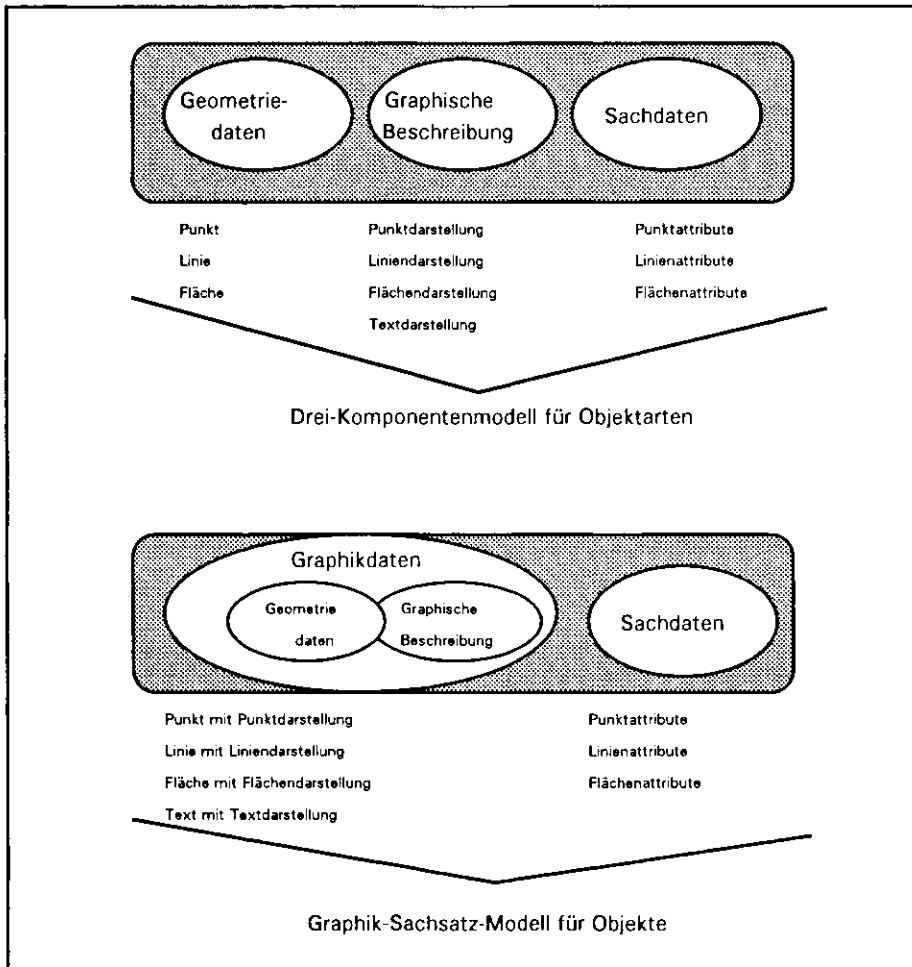 Geometrie-
daten
Graphische
Beschreibung
Sachdaten
Punkt
Linie
Fläche
Punktdarstellung
Liniendarstellung
Flächendarstellung
Textdarstellung
Punktattribute
Linienattribute
Flächenattribute
Drei-Komponentenmodell für Objektarten
Graphikdaten
Geometrie
daten
Graphische
Beschreibung
Sachdaten
Punkt mit Punktdarstellung
Linie mit Liniendarstellung
Fläche mit Flächendarstellung
Text mit Textdarstellung
Punktattribute
Linienattribute
Flächenattribute
Graphik-Sachsatz-Modell für Objekte